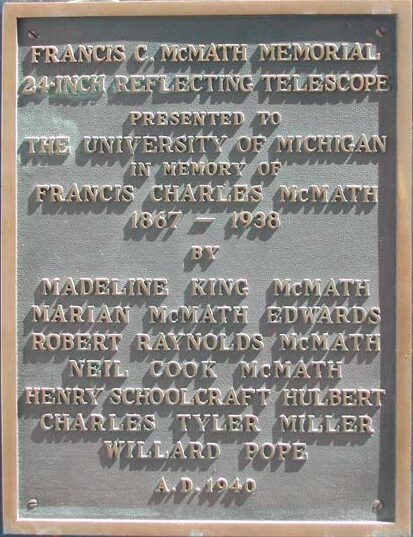 FRANCIS C. McMATH MEMORIAL
24-INCH REFLECTING TELESCOPE
PRESENTED TO
THE UNIVERSITY OF MICHIGAN
IN MEMORY OF
FRANCIS CHARLES McMATH
1867 — 1938
BY
MADELINE KING McMATH
MARIAN McMATH EDWARDS
ROBERT RAYNOLDS McMATH
NEIL COOK McMATH
HENRY SCHOOLCRAFT HULBERT
CHARLES TYLER MILLER
WILLARD POPE
A.D. 1940